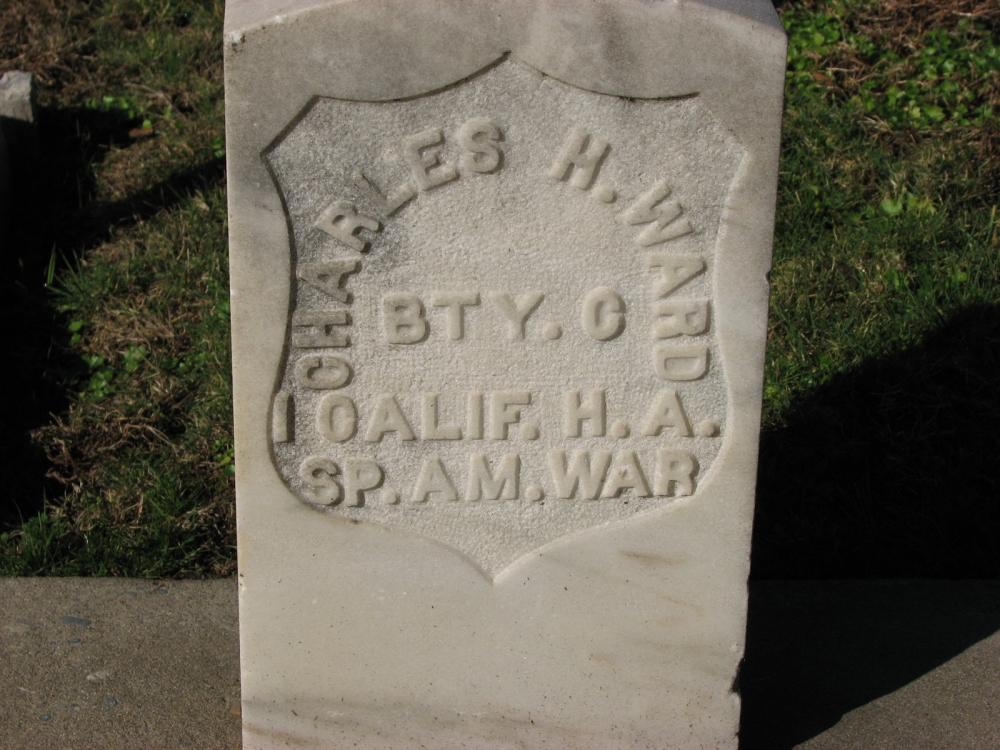 CHARLES H. WARD
BTY. C
1 CALIF. H. A.
SP. AM. WAR